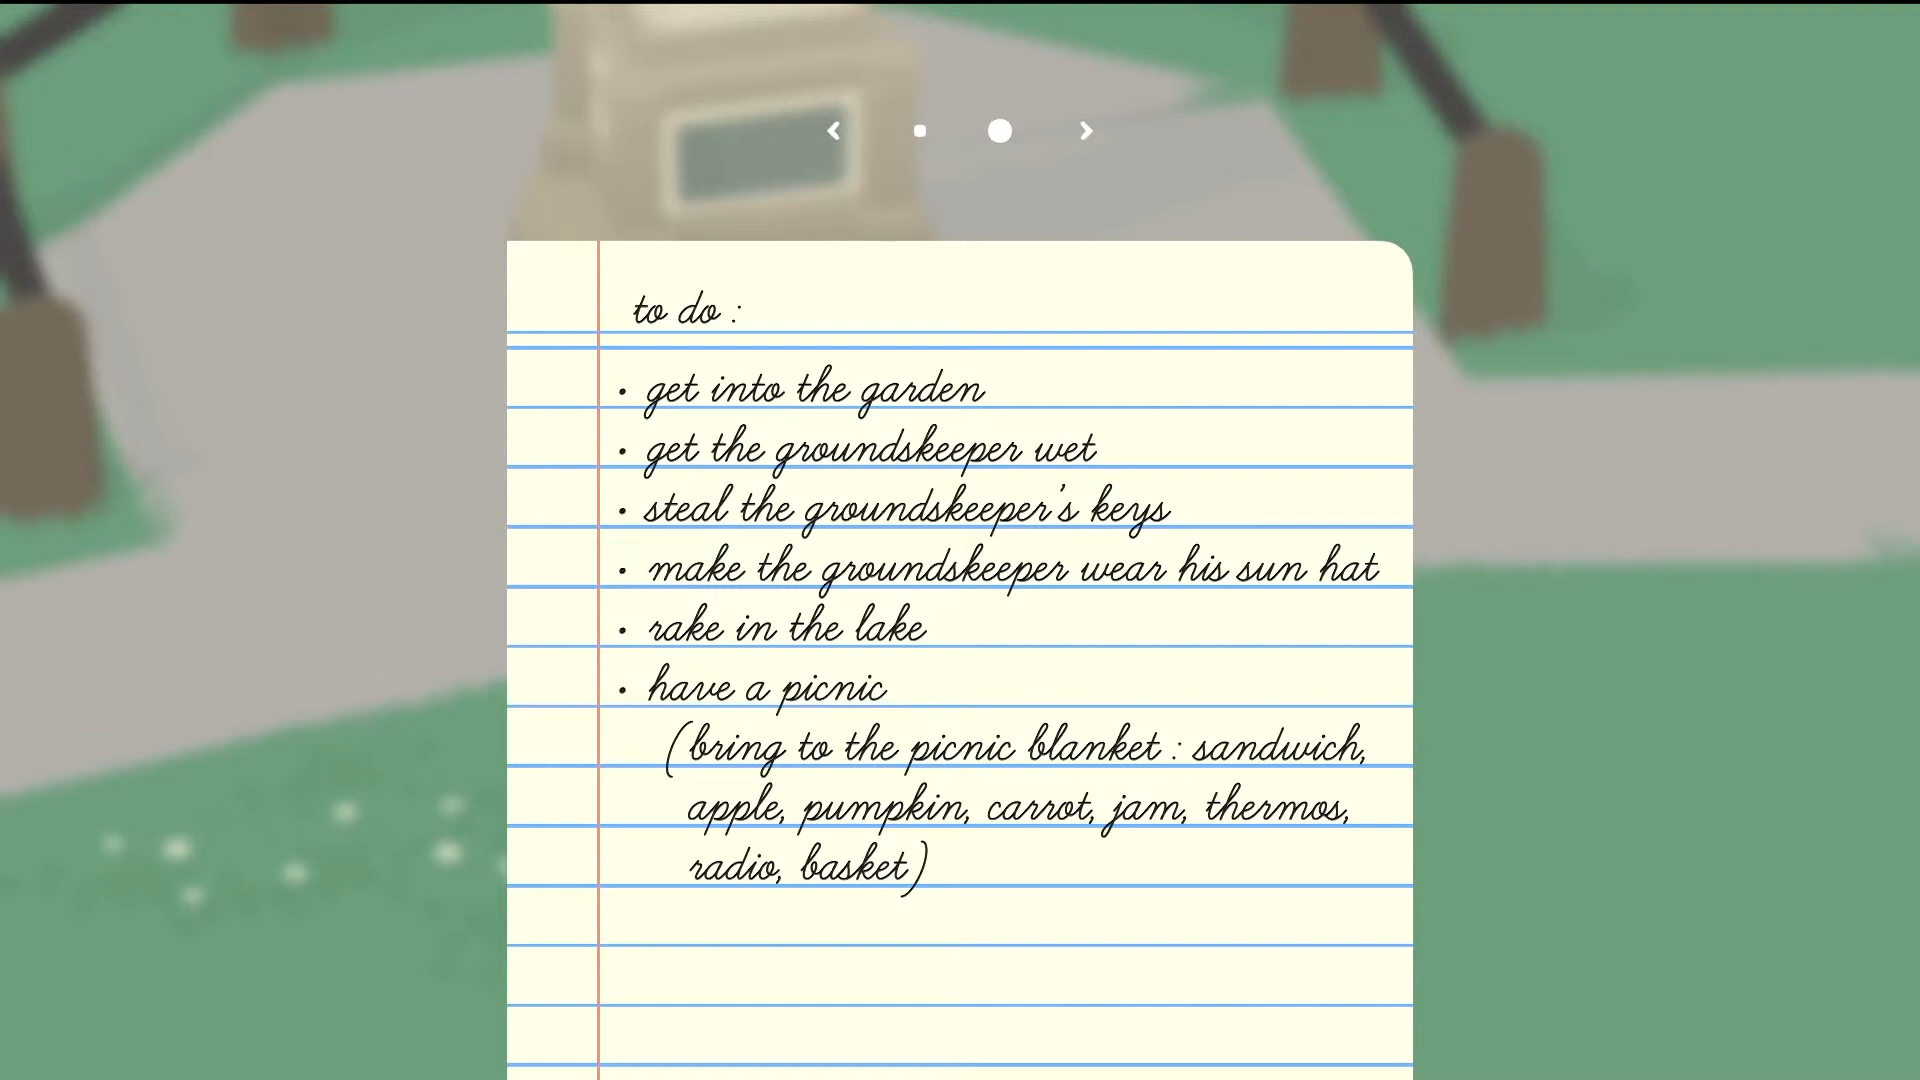 to do :
• get into the garden
• get the groundskeeper wet
• steal the groundskeeper's keys
• make the groundskeeper wear his sun hat
• rake in the lake
• have a picnic
(bring to the picnic blanket : sandwich,
apple, pumpkin, carrot, jam, thermos,
radio, basket)